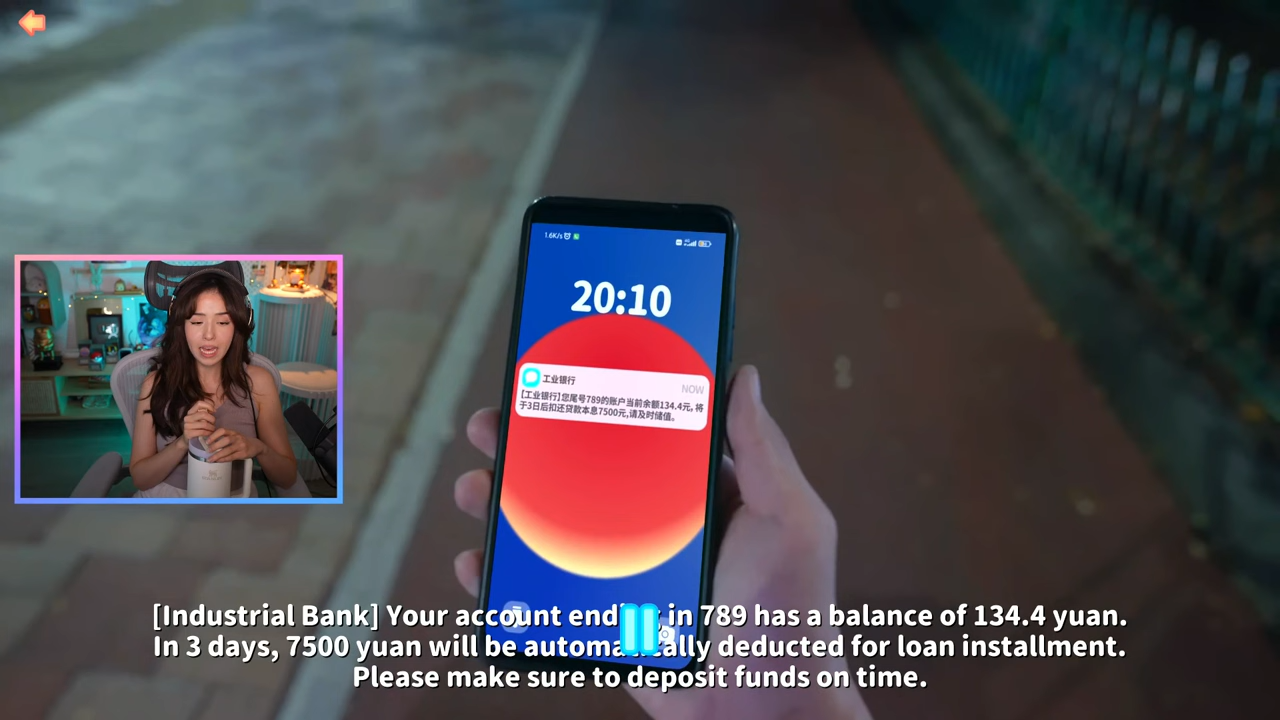 1.6K/s
20:10
工业银行
NOW
[工业银行]您尾号789的账户当前余额134.4元, 将
于3日后扣还贷款本息7500元,请及时储值。
[Industrial Bank] Your account ending in 789 has a balance of 134.4 yuan.
In 3 days, 7500 yuan will be automatically deducted for loan installment.
Please make sure to deposit funds on time.